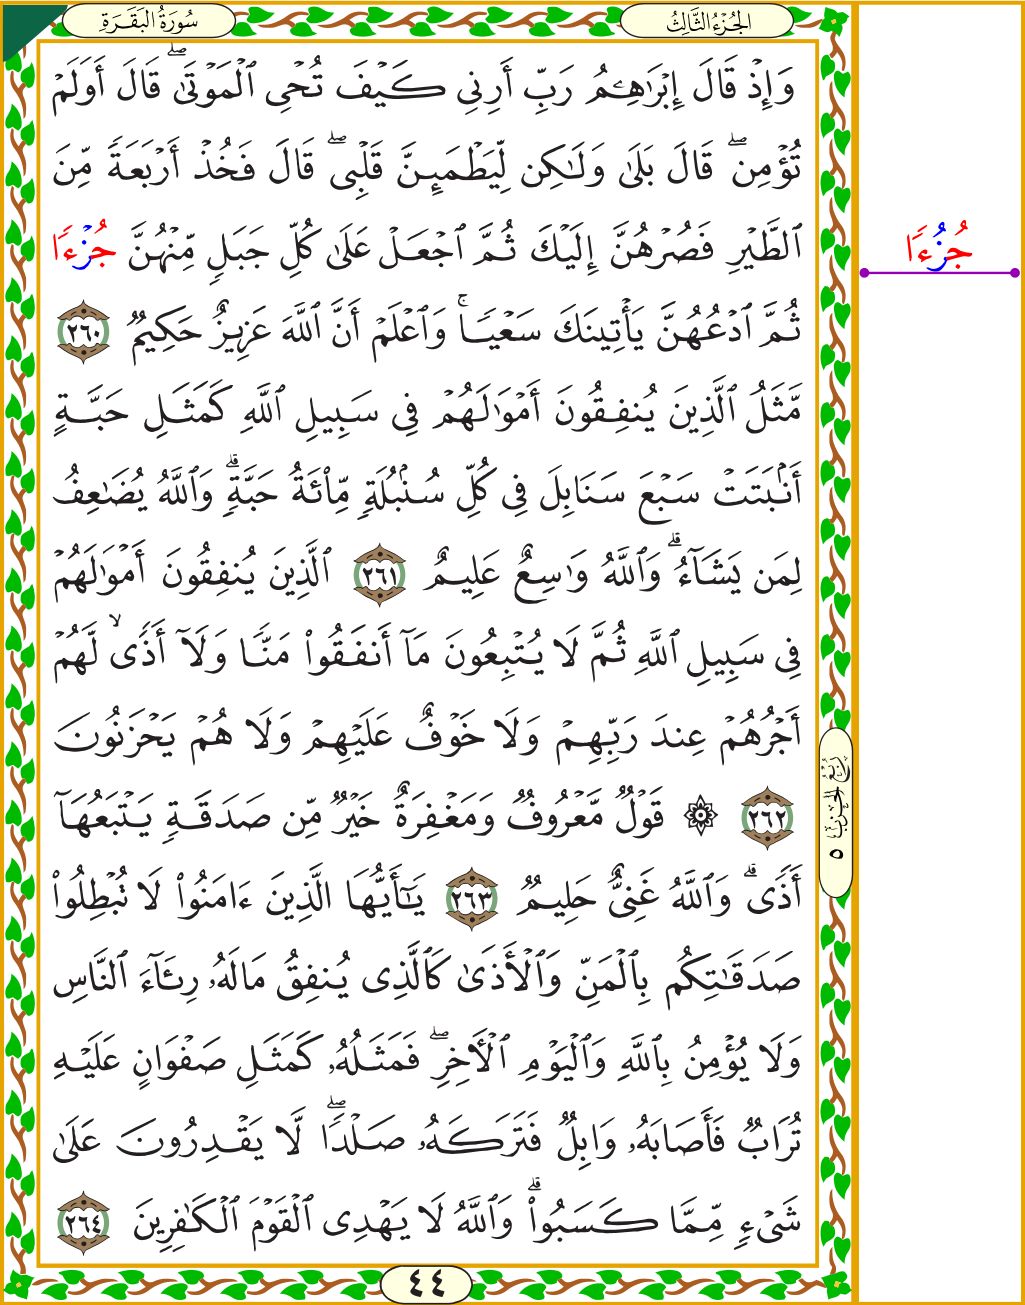 سُورَةُ البَقَرَةِ
الجُزْءُ الثَّالِثُ
وَإِذْ قَالَ إِبْرَٰهِـۧمُ رَبِّ أَرِنِى كَيْفَ تُحْىِ ٱلْمَوْتَىٰ ۖ قَالَ أَوَلَمْ
تُؤْمِن ۖ قَالَ بَلَىٰ وَلَـٰكِن لِّيَطْمَئِنَّ قَلْبِى ۖ قَالَ فَخُذْ أَرْبَعَةً مِّنَ
ٱلطَّيْرِ فَصُرْهُنَّ إِلَيْكَ ثُمَّ ٱجْعَلْ عَلَىٰ كُلِّ جَبَلٍ مِّنْهُنَّ جُزْءًا
ثُمَّ ٱدْعُهُنَّ يَأْتِينَكَ سَعْيًا ۚ وَٱعْلَمْ أَنَّ ٱللَّهَ عَزِيزٌ حَكِيمٌ ٢٦٠
مَّثَلُ ٱلَّذِينَ يُنفِقُونَ أَمْوَٰلَهُمْ فِى سَبِيلِ ٱللَّهِ كَمَثَلِ حَبَّةٍ
أَنۢبَتَتْ سَبْعَ سَنَابِلَ فِى كُلِّ سُنۢبُلَةٍ مِّا۟ئَةُ حَبَّةٍ ۗ وَٱللَّهُ يُضَـٰعِفُ
لِمَن يَشَآءُ ۗ وَٱللَّهُ وَٰسِعٌ عَلِيمٌ ٢٦١ ٱلَّذِينَ يُنفِقُونَ أَمْوَٰلَهُمْ
فِى سَبِيلِ ٱللَّهِ ثُمَّ لَا يُتْبِعُونَ مَآ أَنفَقُوا۟ مَنًّا وَلَآ أَذًى ۙ لَّهُمْ
أَجْرُهُمْ عِندَ رَبِّهِمْ وَلَا خَوْفٌ عَلَيْهِمْ وَلَا هُمْ يَحْزَنُونَ
٢٦٢ ۞ قَوْلٌ مَّعْرُوفٌ وَمَغْفِرَةٌ خَيْرٌ مِّن صَدَقَةٍ يَتْبَعُهَآ
أَذًى ۗ وَٱللَّهُ غَنِىٌّ حَلِيمٌ ٢٦٣ يَـٰٓأَيُّهَا ٱلَّذِينَ ءَامَنُوا۟ لَا تُبْطِلُوا۟
صَدَقَـٰتِكُم بِٱلْمَنِّ وَٱلْأَذَىٰ كَٱلَّذِى يُنفِقُ مَالَهُۥ رِئَآءَ ٱلنَّاسِ
وَلَا يُؤْمِنُ بِٱللَّهِ وَٱلْيَوْمِ ٱلْـَٔاخِرِ ۖ فَمَثَلُهُۥ كَمَثَلِ صَفْوَانٍ عَلَيْهِ
تُرَابٌ فَأَصَابَهُۥ وَابِلٌ فَتَرَكَهُۥ صَلْدًا ۖ لَّا يَقْدِرُونَ عَلَىٰ
شَىْءٍ مِّمَّا كَسَبُوا۟ ۗ وَٱللَّهُ لَا يَهْدِى ٱلْقَوْمَ ٱلْكَـٰفِرِينَ ٢٦٤
٤٤
جُزُءًا
رُبْعُ الحِزْبِ ٥